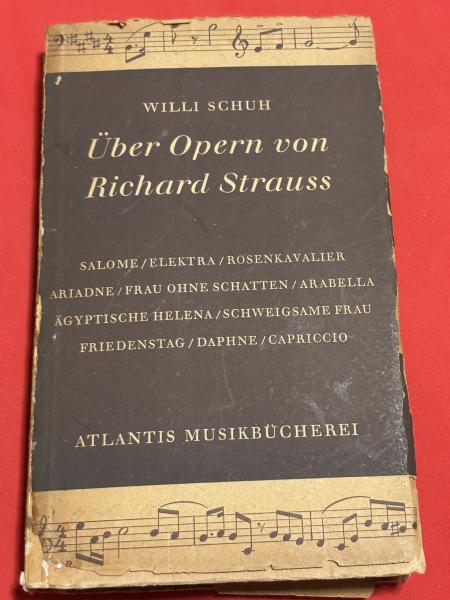 WILLI SCHUH
Über Opern von
Richard Strauss
SALOME/ELEKTRA/ROSENKAVALIER
ARIADNE/FRAU OHNE SCHATTEN/ARABELLA
ÄGYPTISCHE HELENA/SCHWEIGSAME FRAU
FRIEDENSTAG/DAPHNE/CAPRICCIO
ATLANTIS MUSIKBÜCHEREI